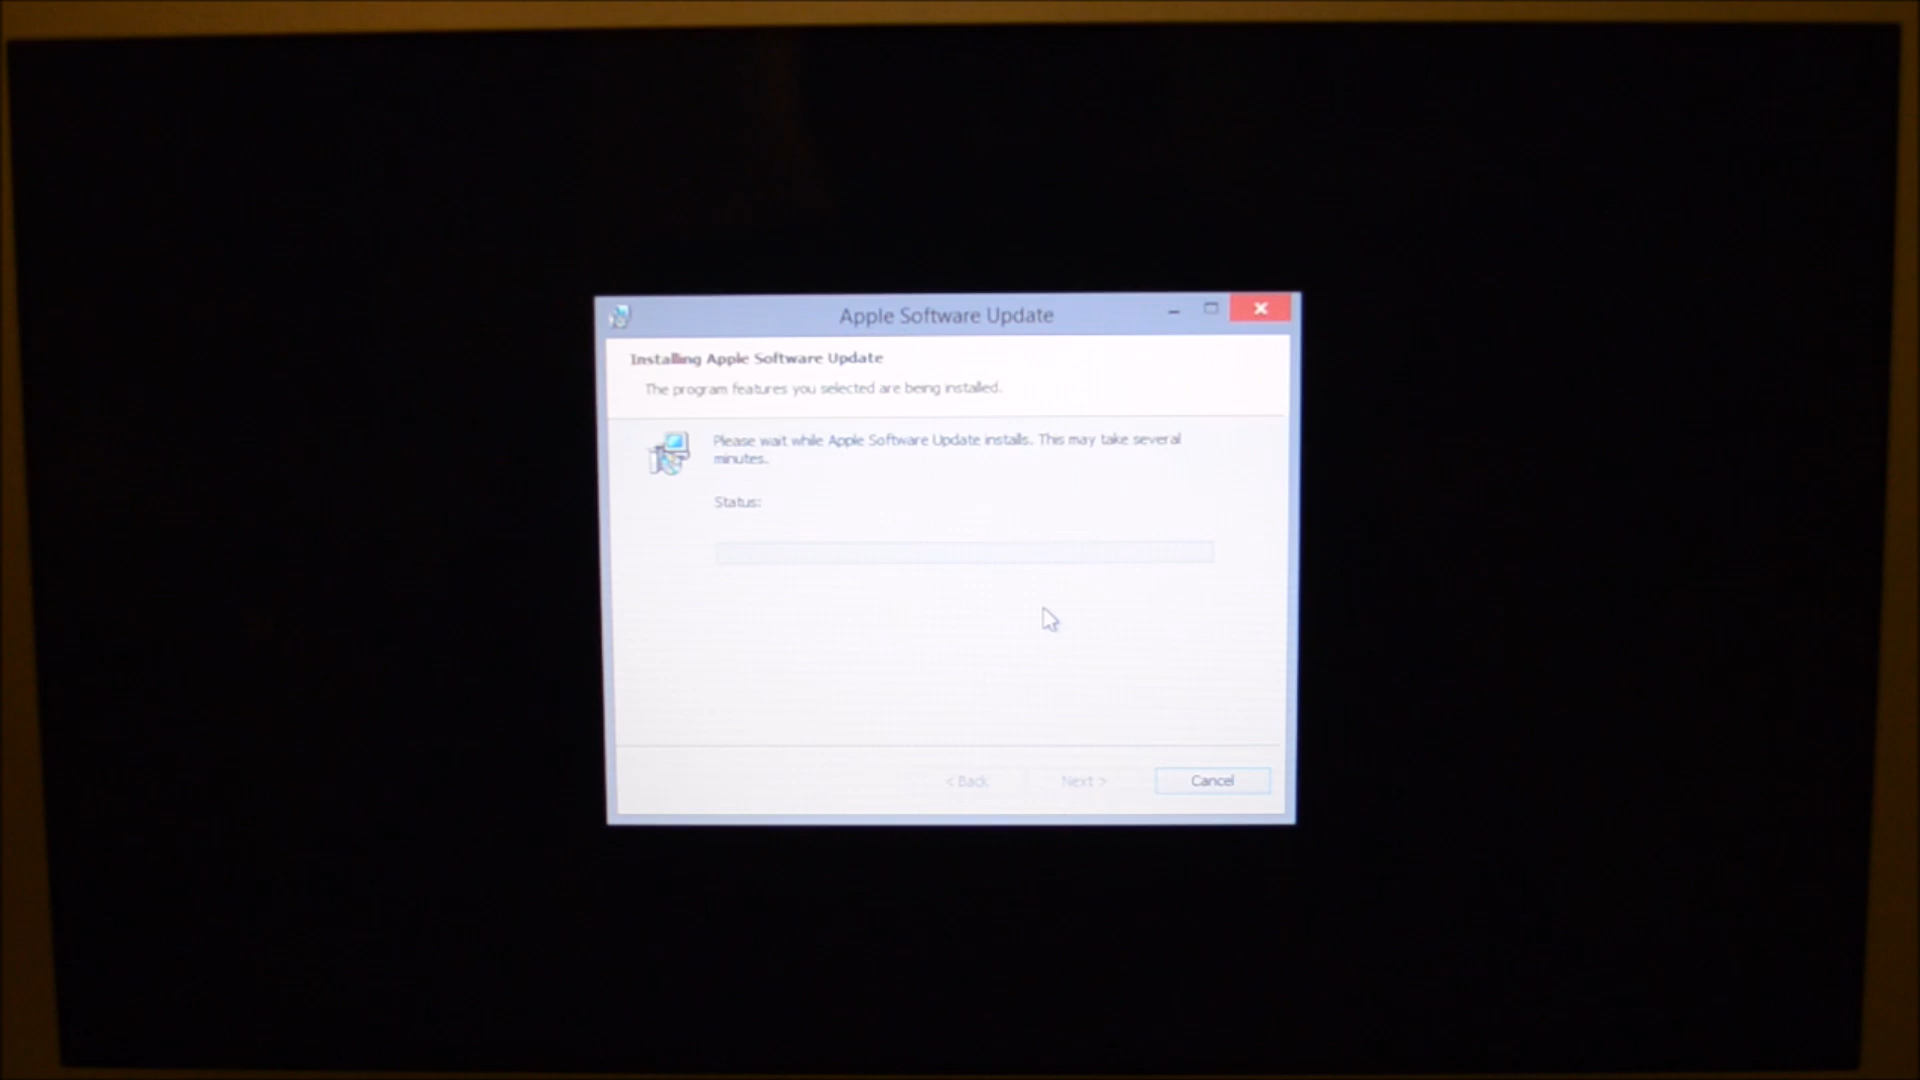 Apple Software Update
Installing Apple Software Update
The program features you selected are being installed.
Please wait while Apple Software Update installs. This may take several
minutes.
Status:
< Back
Next >
Cancel